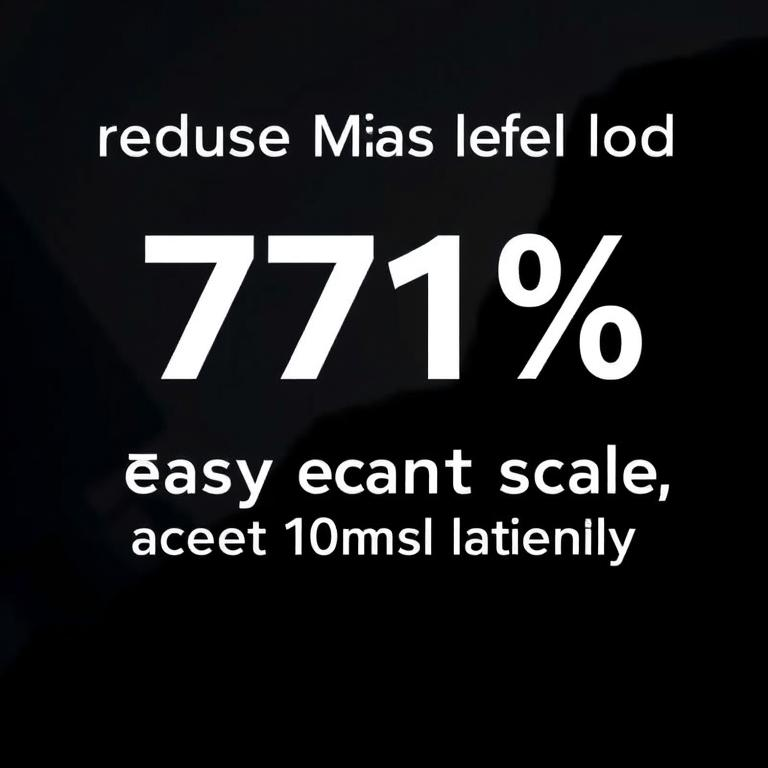 reduse Mias lefel lod
771%
ēasy ecant scale,
aceet 10msl latienily